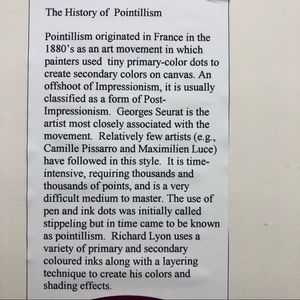 The History of Pointillism
Pointillism originated in France in the
1880's as an art movement in which
painters used tiny primary-color dots to
create secondary colors on canvas. An
offshoot of Impressionism, it is usually
classified as a form of Post-
Impressionism. Georges Seurat is the
artist most closely associated with the
movement. Relatively few artists (e.g.,
Camille Pissarro and Maximilien Luce)
have followed in this style. It is time-
intensive, requiring thousands and
thousands of points, and is a very
difficult medium to master. The use of
pen and ink dots was initially called
stippeling but in time came to be known
as pointillism. Richard Lyon uses a
variety of primary and secondary
coloured inks along with a layering
technique to create his colors and
shading effects.